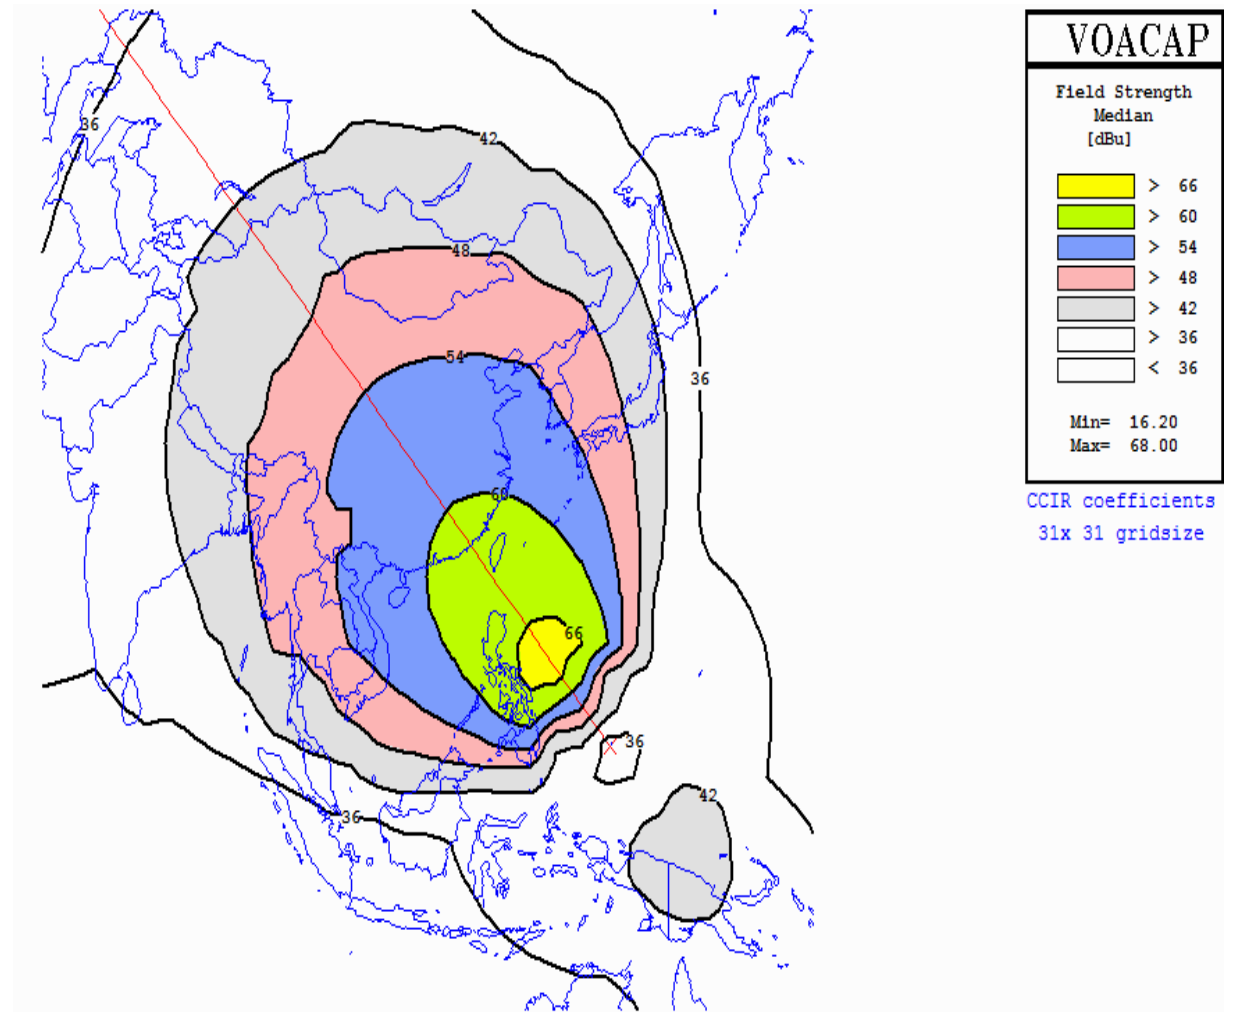 VOACAP
Field Strength
Median
[dBu]
> 66
> 60
> 54
> 48
> 42
> 36
< 36
Min= 16.20
Max= 68.00
CCIR coefficients
31x 31 gridsize
36
42
48
54
36
60
66
36
42
36